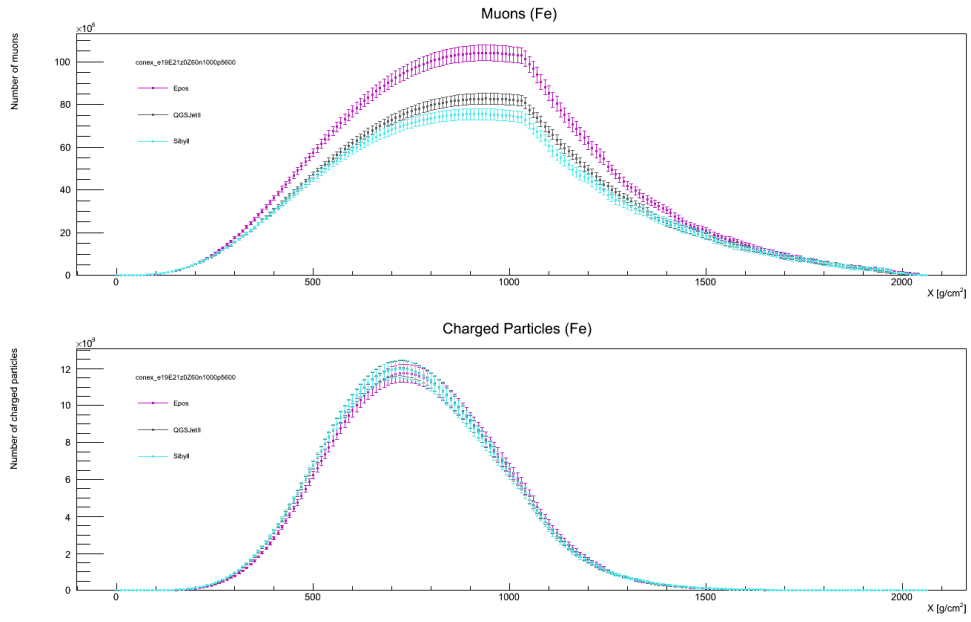 Muons (Fe)
×10⁶
Number of muons
conex_e19E21z0Z60n1000p5600
Epos
QGSJetII
Sibyll
100
80
60
40
20
0
0 500 1000 1500 2000
X [g/cm²]
Charged Particles (Fe)
×10⁹
Number of charged particles
conex_e19E21z0Z60n1000p5600
Epos
QGSJetII
Sibyll
12
10
8
6
4
2
0
0 500 1000 1500 2000
X [g/cm²]